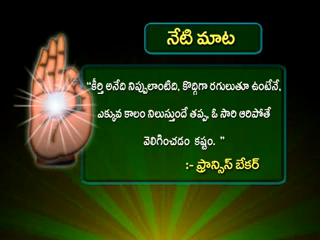 నేటి మాట
“కీర్తి అనేది నిప్పులాంటిది, కొద్దిగా రగులుతూ ఉంటేనే,
ఎక్కువ కాలం నిలుస్తుందే తప్ప, ఓ సారి ఆరిపోతే
వెలిగించడం కష్టం. ”
:- ఫ్రాన్సిస్ బేకర్